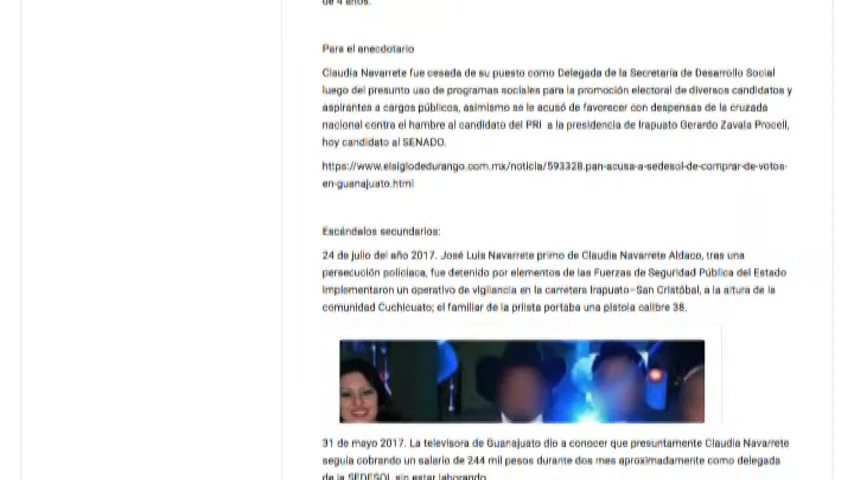 de 4 años.
Para el anecdotario
Claudia Navarrete fue cesada de su puesto como Delegada de la Secretaría de Desarrollo Social
luego del presunto uso de programas sociales para la promoción electoral de diversos candidatos y
aspirantes a cargos públicos, asimismo se le acusó de favorecer con despensas de la cruzada
nacional contra el hambre al candidato del PRI a la presidencia de Irapuato Gerardo Zavala Procell,
hoy candidato al SENADO.
https://www.elsiglodedurango.com.mx/noticia/593328.pan-acusa-a-sedesol-de-comprar-de-votos-
en-guanajuato.html
Escándalos secundarios:
24 de julio del año 2017. José Luis Navarrete primo de Claudia Navarrete Aldaco, tras una
persecución policiaca, fue detenido por elementos de las Fuerzas de Seguridad Pública del Estado
implementaron un operativo de vigilancia en la carretera Irapuato–San Cristóbal, a la altura de la
comunidad Cuchicuato; el familiar de la priista portaba una pistola calibre 38.
31 de mayo 2017. La televisora de Guanajuato dio a conocer que presuntamente Claudia Navarrete
seguía cobrando un salario de 244 mil pesos durante dos mes aproximadamente como delegada
de la SEDESOL sin estar laborando